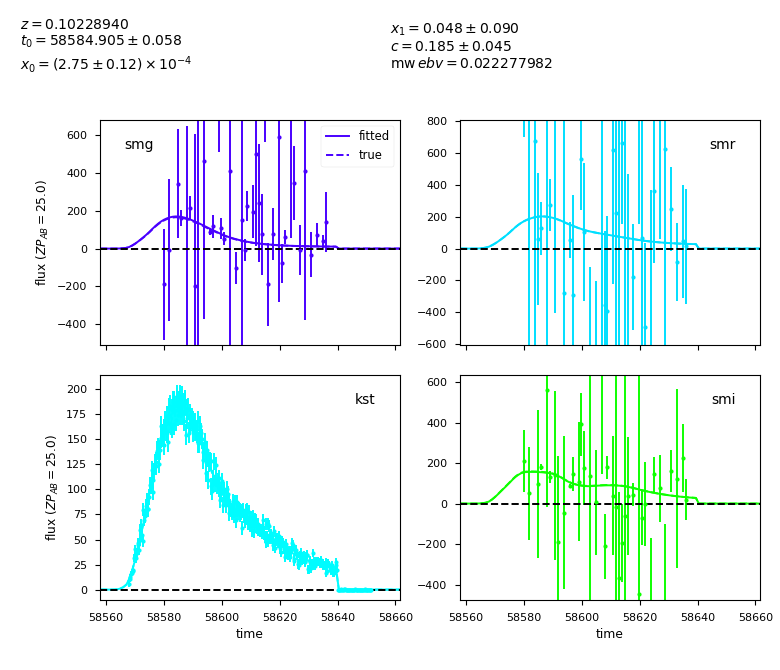 z = 0.10228940
t0 = 58584.905 ± 0.058
x0 = (2.75 ± 0.12) × 10^−4
x1 = 0.048 ± 0.090
c = 0.185 ± 0.045
mw ebv = 0.022277982
smg
fitted
true
flux (ZP_AB = 25.0)
600
400
200
0
−200
−400
smr
800
600
400
200
0
−200
−400
−600
kst
flux (ZP_AB = 25.0)
200
175
150
125
100
75
50
25
0
58560 58580 58600 58620 58640 58660
time
smi
600
400
200
0
−200
−400
58560 58580 58600 58620 58640 58660
time